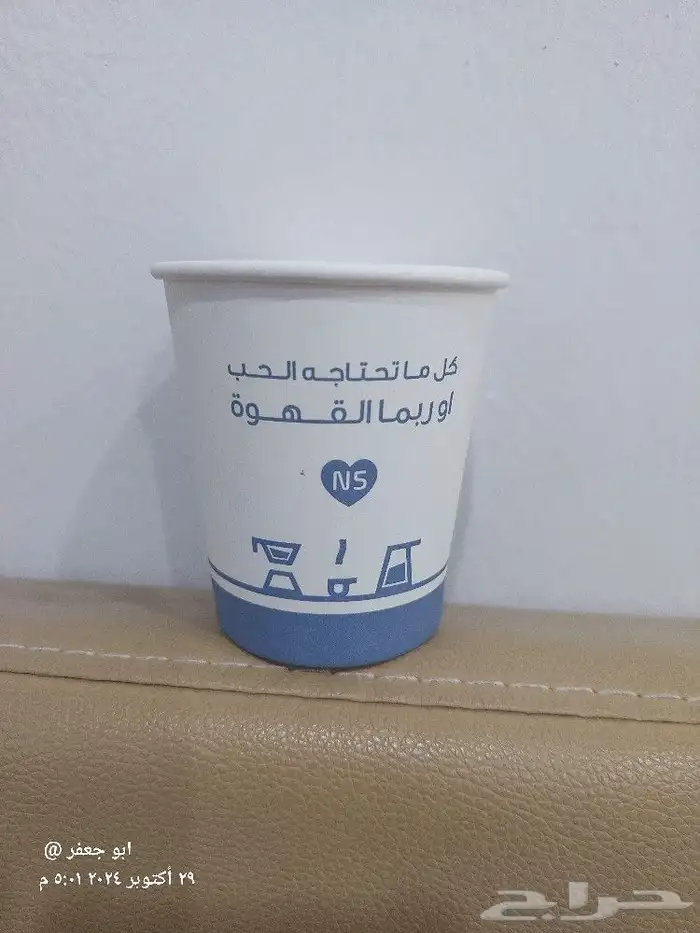 كل ما تحتاجه الحب
او ربما القهوة
NS
ابو جعفر @
٢٩ أكتوبر ٢٠٢٤ ٥:٠١ م
حراج